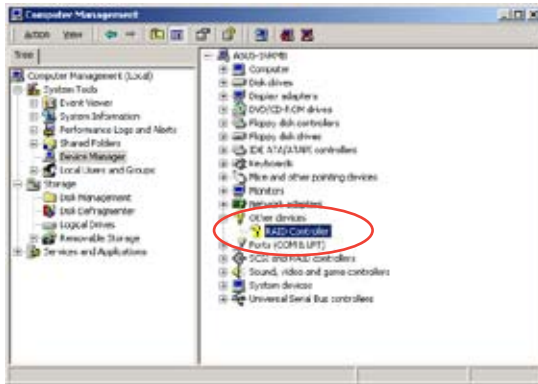 Computer Management
Action View
Tree
Computer Management (Local)
System Tools
Event Viewer
System Information
Performance Logs and Alerts
Shared Folders
Device Manager
Local Users and Groups
Storage
Disk Management
Disk Defragmenter
Logical Drives
Removable Storage
Services and Applications
Computer
Disk drives
Display adapters
DVD/CD-ROM drives
Floppy disk controllers
Floppy disk drives
IDE ATA/ATAPI controllers
Keyboards
Mice and other pointing devices
Monitors
Network adapters
Other devices
RAID Controller
Ports (COM & LPT)
SCSI and RAID controllers
Sound, video and game controllers
System devices
Universal Serial Bus controllers